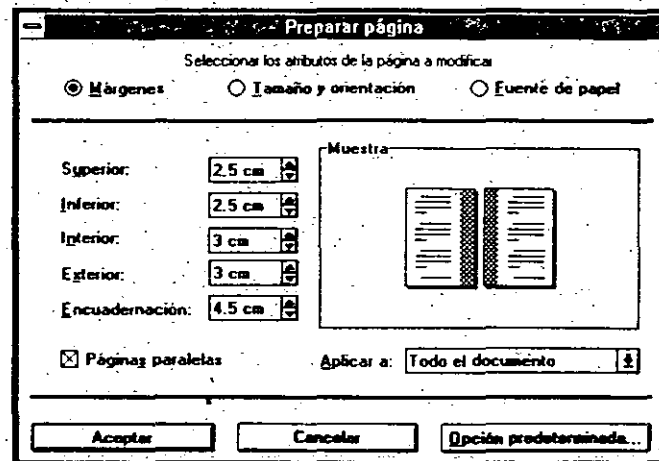 Preparar página
Seleccionar los atributos de la página a modificar
Márgenes Tamaño y orientación Fuente de papel
Muestra
Superior: 2.5 cm
Inferior: 2.5 cm
Interior: 3 cm
Exterior: 3 cm
Encuadernación: 4.5 cm
Páginas paralelas Aplicar a: Todo el documento
Aceptar Cancelar Opción predeterminada...